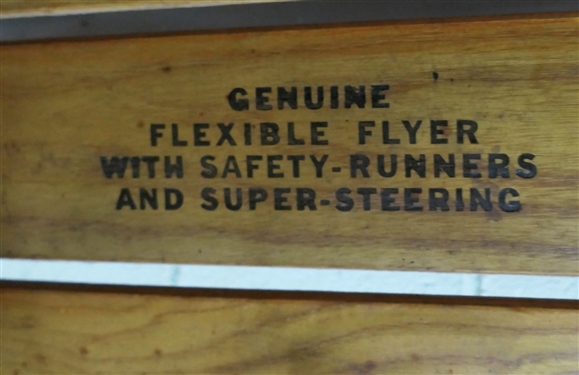 GENUINE
FLEXIBLE FLYER
WITH SAFETY-RUNNERS
AND SUPER-STEERING